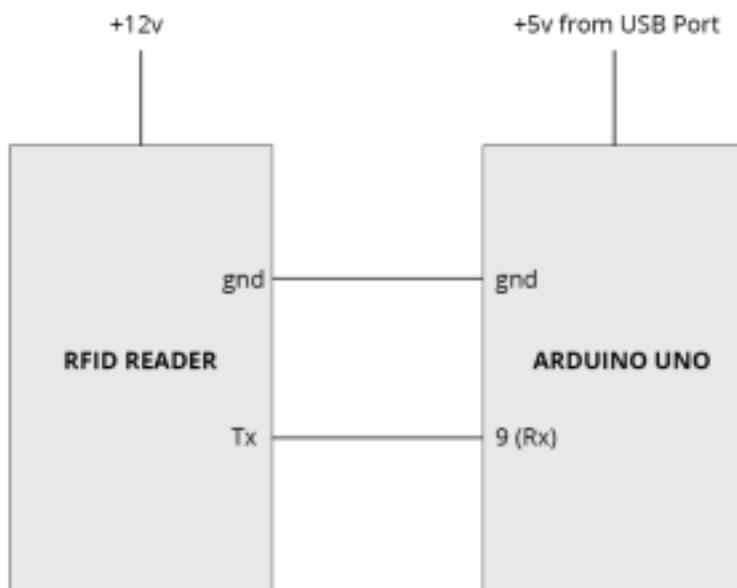 +12v
+5v from USB Port
gnd
gnd
RFID READER
ARDUINO UNO
Tx
9 (Rx)